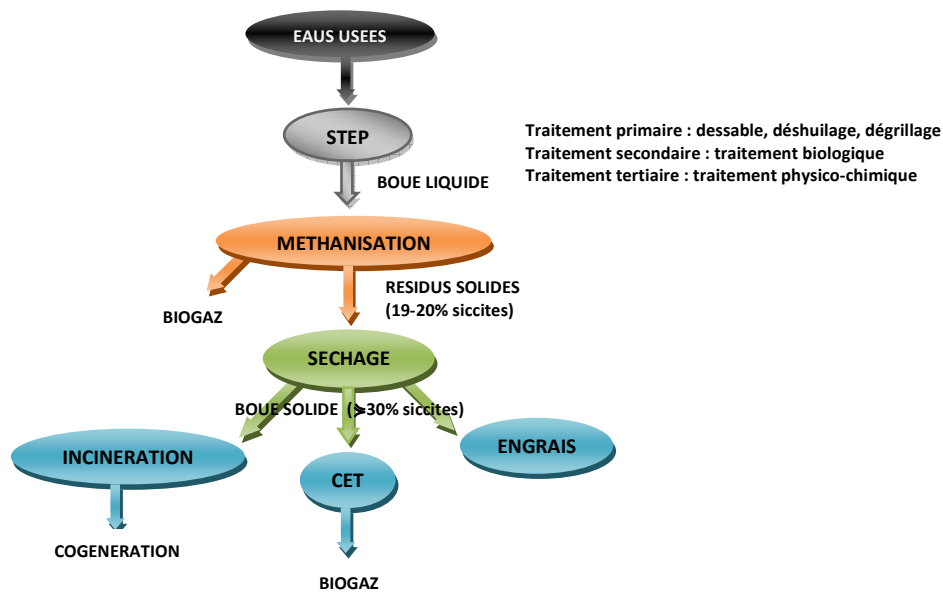 EAUS USEES
STEP
Traitement primaire : dessable, déshuilage, dégrillage
Traitement secondaire : traitement biologique
Traitement tertiaire : traitement physico-chimique
BOUE LIQUIDE
METHANISATION
RESIDUS SOLIDES
(19-20% siccites)
BIOGAZ
SECHAGE
BOUE SOLIDE (⩾30% siccites)
ENGRAIS
INCINERATION
CET
COGENERATION
BIOGAZ